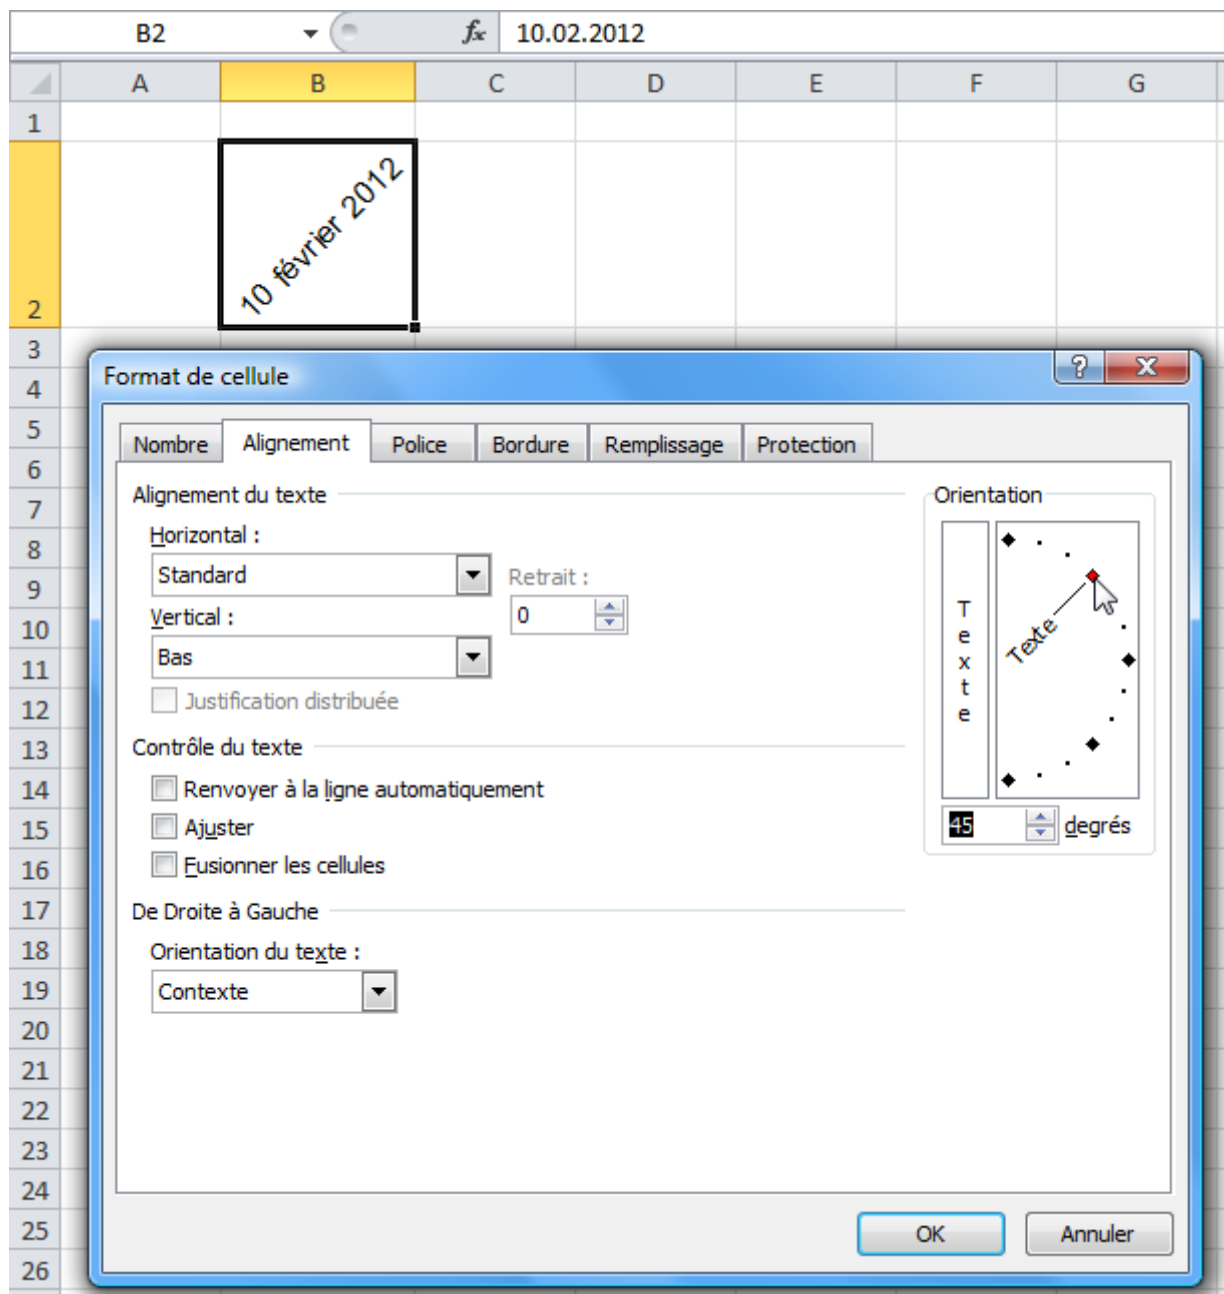 B2 fx 10.02.2012
A B C D E F G
1
10 février 2012
2
3
Format de cellule ? X
4
5
Nombre Alignement Police Bordure Remplissage Protection
6
Alignement du texte Orientation
7
Horizontal :
8
Standard Retrait :
9
Vertical : 0
10
Bas
11
Justification distribuée
12
Texte
Texte
Contrôle du texte
13
Renvoyer à la ligne automatiquement
14
Ajuster 45 degrés
15
Fusionner les cellules
16
De Droite à Gauche
17
Orientation du texte :
18
Contexte
19
20
21
22
23
24
OK Annuler
25
26